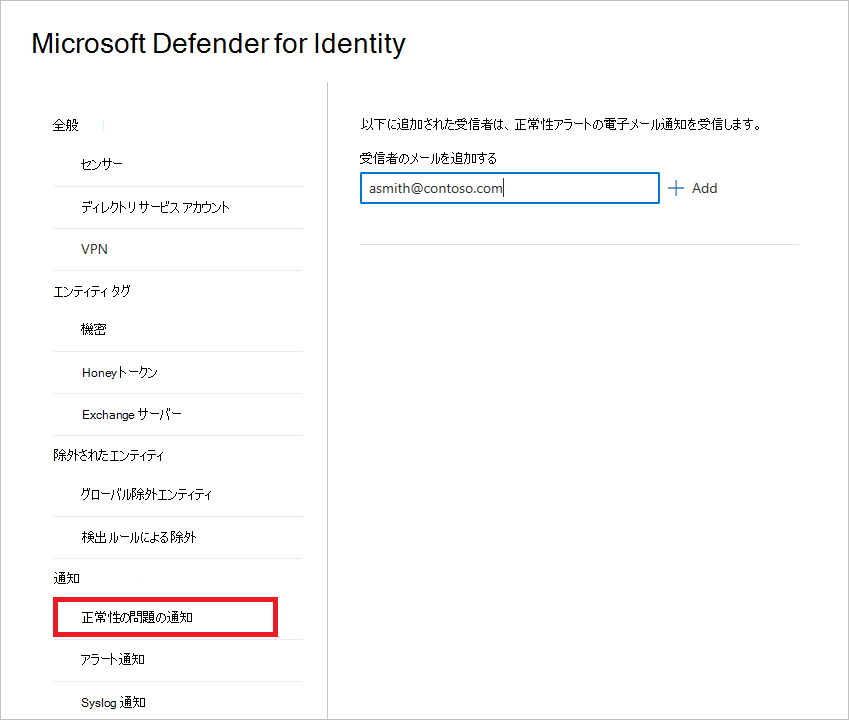 Microsoft Defender for Identity
全般
センサー
ディレクトリ サービス アカウント
VPN
エンティティ タグ
機密
Honeyトークン
Exchange サーバー
除外されたエンティティ
グローバル除外エンティティ
検出ルールによる除外
通知
正常性の問題の通知
アラート通知
Syslog 通知
以下に追加された受信者は、正常性アラートの電子メール通知を受信します。
受信者のメールを追加する
asmith@contoso.com
Add